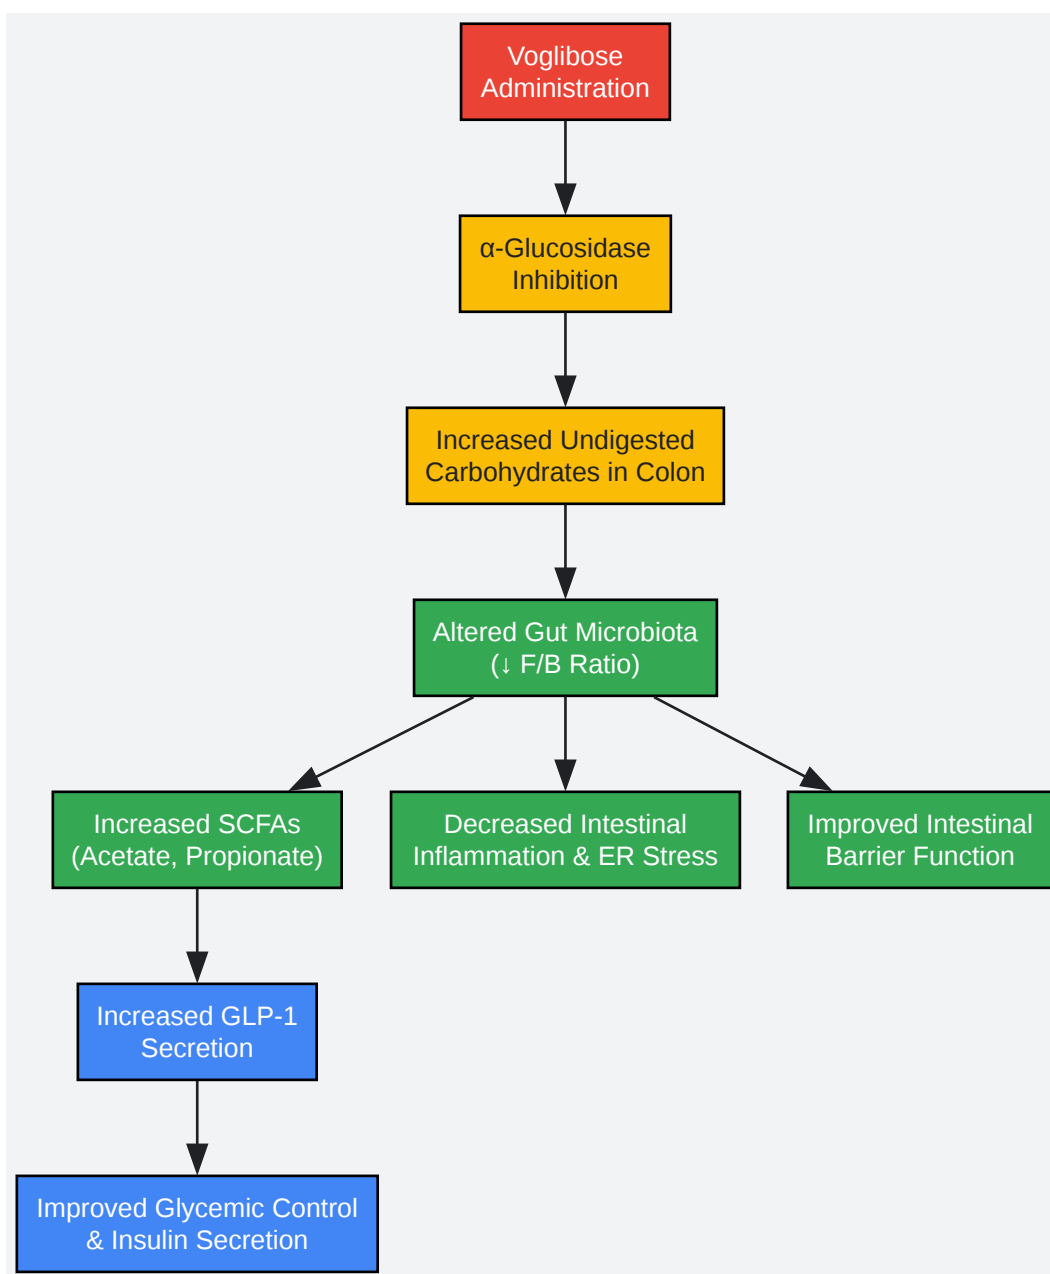 Voglibose
Administration
α-Glucosidase
Inhibition
Increased Undigested
Carbohydrates in Colon
Altered Gut Microbiota
(↓ F/B Ratio)
Increased SCFAs
(Acetate, Propionate)
Decreased Intestinal
Inflammation & ER Stress
Improved Intestinal
Barrier Function
Increased GLP-1
Secretion
Improved Glycemic Control
& Insulin Secretion